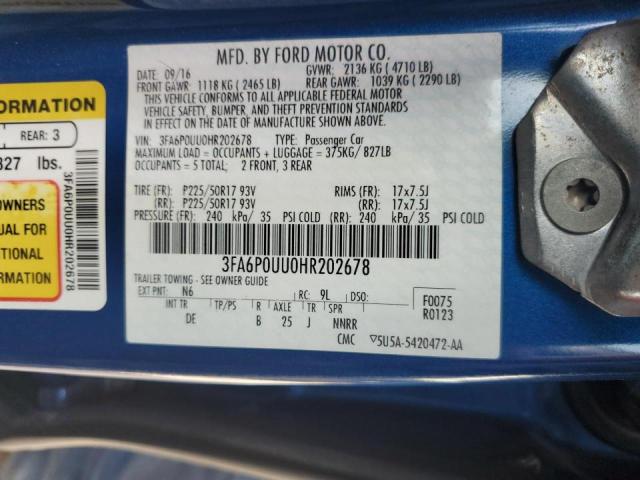 MFD. BY FORD MOTOR CO.
DATE: 09/16 GVWR: 2136 KG ( 4710 LB)
FRONT GAWR: 1118 KG ( 2465 LB) REAR GAWR: 1039 KG ( 2290 LB)
THIS VEHICLE CONFORMS TO ALL APPLICABLE FEDERAL MOTOR
VEHICLE SAFETY, BUMPER, AND THEFT PREVENTION STANDARDS
IN EFFECT ON THE DATE OF MANUFACTURE SHOWN ABOVE.
VIN: 3FA6P0UU0HR202678 TYPE: Passenger Car
MAXIMUM LOAD = OCCUPANTS + LUGGAGE = 375KG/ 827LB
OCCUPANTS = 5 TOTAL; 2 FRONT, 3 REAR
TIRE (FR): P225/50R17 93V RIMS (FR): 17x7.5J
(RR): P225/50R17 93V (RR): 17x7.5J
PRESSURE (FR): 240 kPa/ 35 PSI COLD (RR): 240 kPa/ 35 PSI COLD
3FA6P0UU0HR202678
TRAILER TOWING - SEE OWNER GUIDE
EXT PNT: N6 RC: 9L DSO:
INT TR TP/PS R AXLE TR SPR
B 25 J NNRR
F0075
R0123
CMC 5U5A-5420472-AA
FORMATION
REAR: 3
827 lbs.
OWNERS
UAL FOR
TIONAL
ORMATION
3FA6P0UU0HR202678